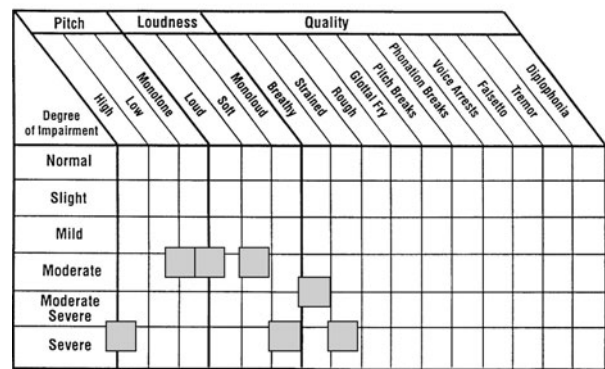 Pitch Loudness Quality
High
Low
Monotone
Loud
Soft
Monoloud
Breathy
Strained
Rough
Glottal Fry
Pitch Breaks
Phonation Breaks
Voice Arrests
Falsetto
Tremor
Diplophonia
Degree
of Impairment
Normal
Slight
Mild
Moderate
Moderate
Severe
Severe